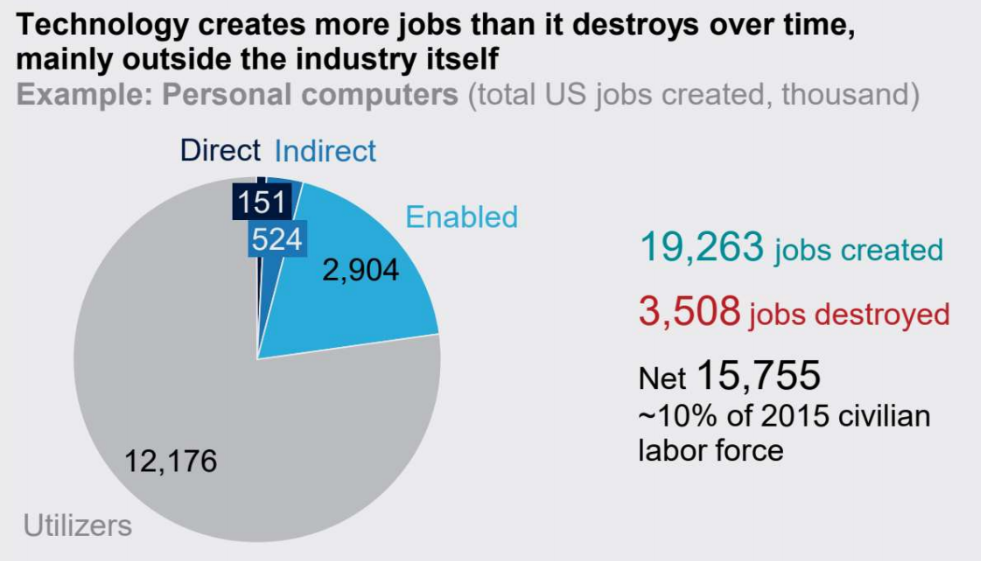 Technology creates more jobs than it destroys over time,
mainly outside the industry itself
Example: Personal computers (total US jobs created, thousand)
Direct Indirect
151
524
Enabled
2,904
12,176
Utilizers
19,263 jobs created
3,508 jobs destroyed
Net 15,755
~10% of 2015 civilian
labor force